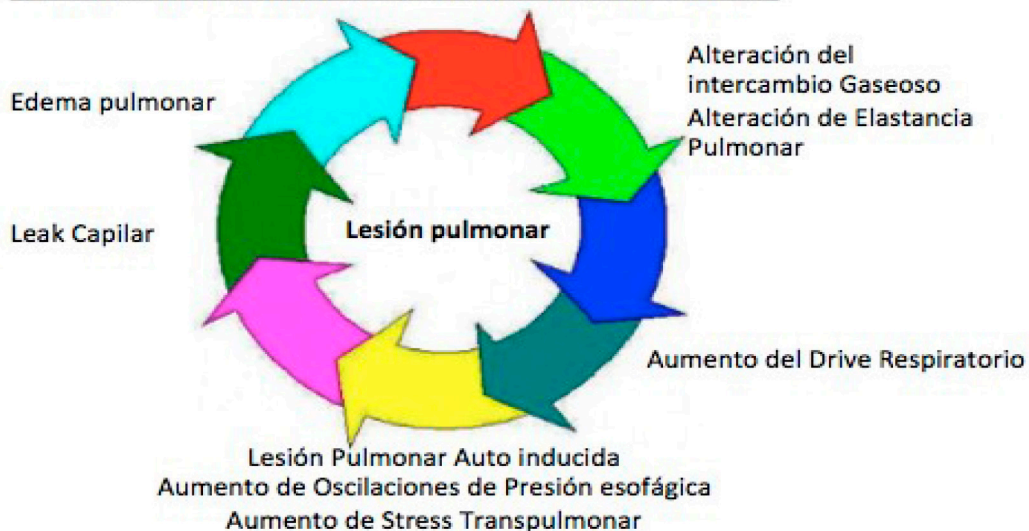 Alteración del
intercambio Gaseoso
Alteración de Elastancia
Pulmonar
Edema pulmonar
Leak Capilar
Lesión pulmonar
Aumento del Drive Respiratorio
Lesión Pulmonar Auto inducida
Aumento de Oscilaciones de Presión esofágica
Aumento de Stress Transpulmonar